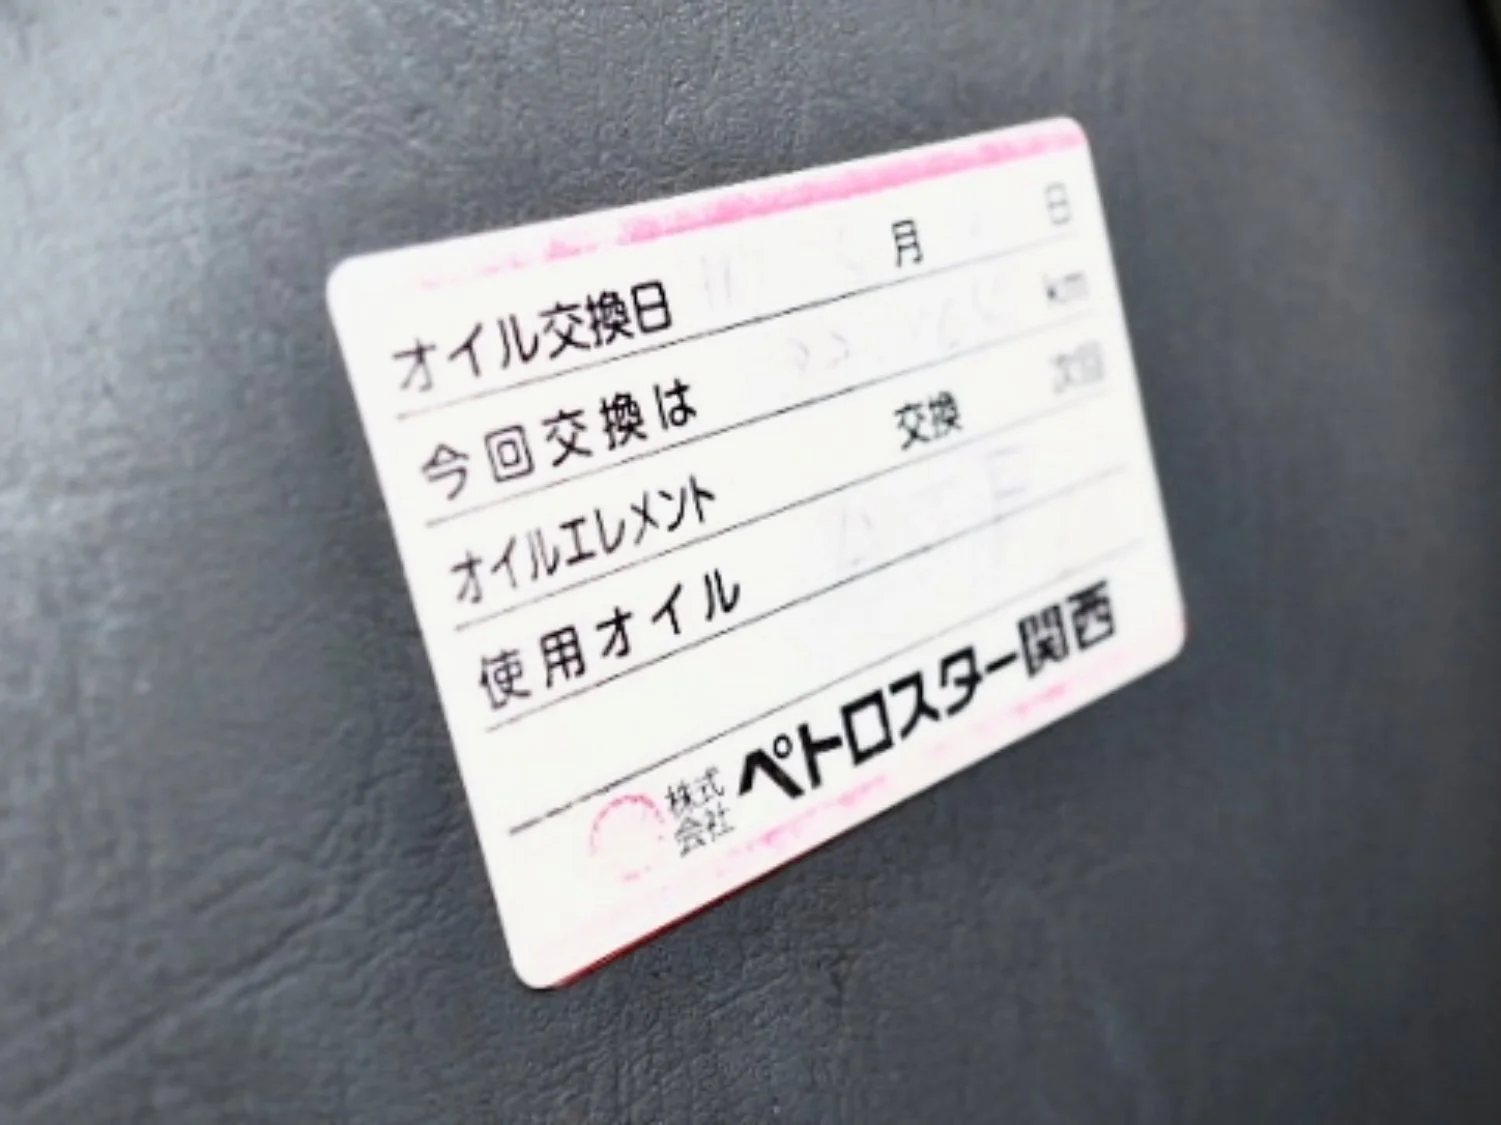 オイル交換日 月 日
今回交換は km
オイルエレメント 交換 次回
使用オイル
株式会社 ペトロスター関西